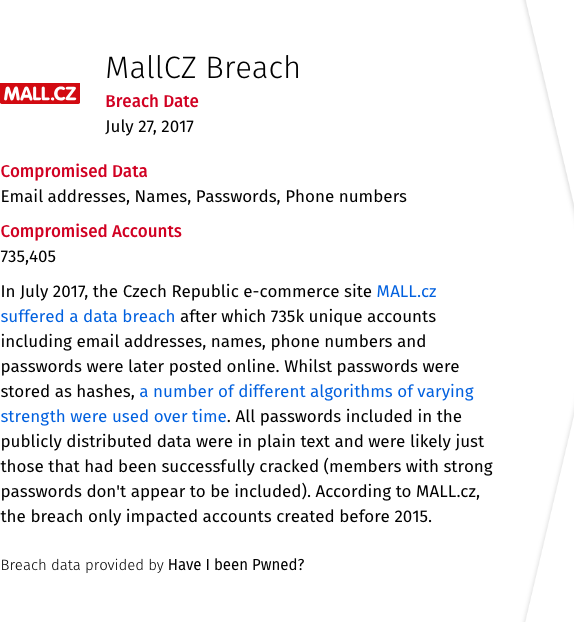 MallCZ Breach
MALL.CZ
Breach Date
July 27, 2017
Compromised Data
Email addresses, Names, Passwords, Phone numbers
Compromised Accounts
735,405
In July 2017, the Czech Republic e-commerce site MALL.cz
suffered a data breach after which 735k unique accounts
including email addresses, names, phone numbers and
passwords were later posted online. Whilst passwords were
stored as hashes, a number of different algorithms of varying
strength were used over time. All passwords included in the
publicly distributed data were in plain text and were likely just
those that had been successfully cracked (members with strong
passwords don't appear to be included). According to MALL.cz,
the breach only impacted accounts created before 2015.
Breach data provided by Have I been Pwned?